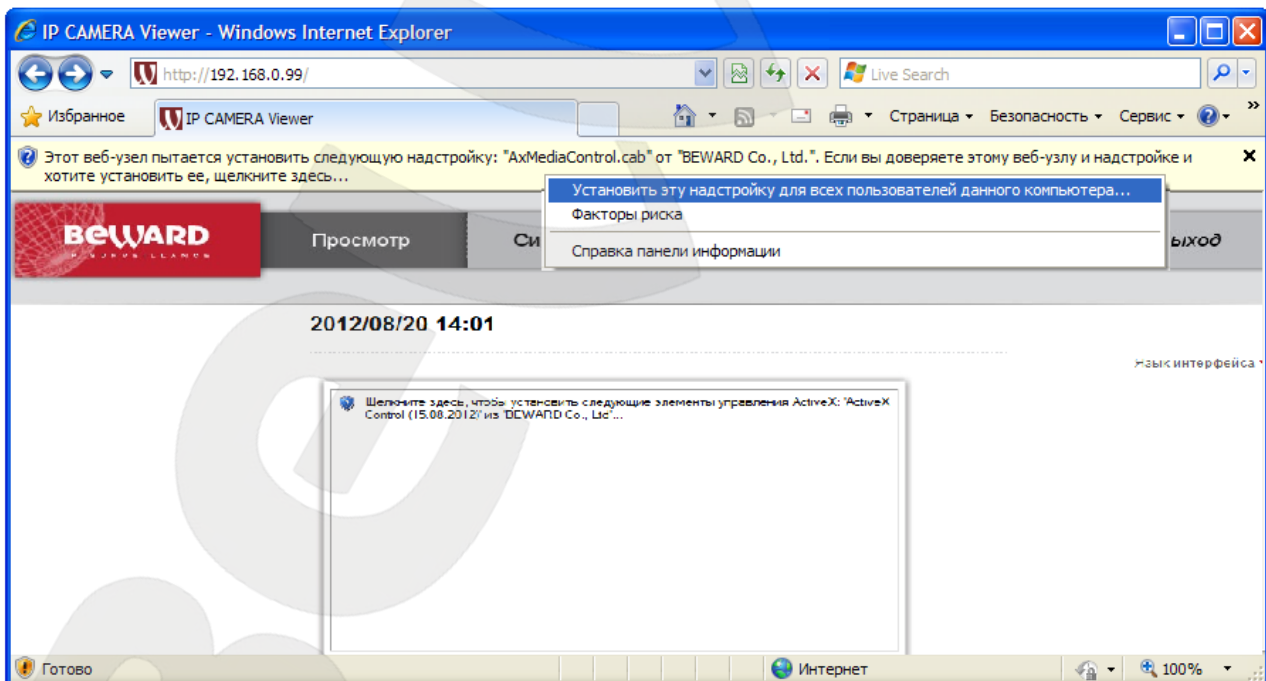 IP CAMERA Viewer - Windows Internet Explorer
http://192.168.0.99/
Live Search
Избранное
IP CAMERA Viewer
Страница
Безопасность
Сервис
Этот веб-узел пытается установить следующую надстройку: "AxMediaControl.cab" от "BEWARD Co., Ltd.". Если вы доверяете этому веб-узлу и надстройке и
хотите установить ее, щелкните здесь...
Установить эту надстройку для всех пользователей данного компьютера...
Факторы риска
Справка панели информации
BEWARD
Просмотр
Си
ыход
2012/08/20 14:01
Язык интерфейса
Щелкните здесь, чтобы установить следующие элементы управления ActiveX: "ActiveX
Control (15.08.2012)" из "BEWARD Co., Ltd"...
Готово
Интернет
100%